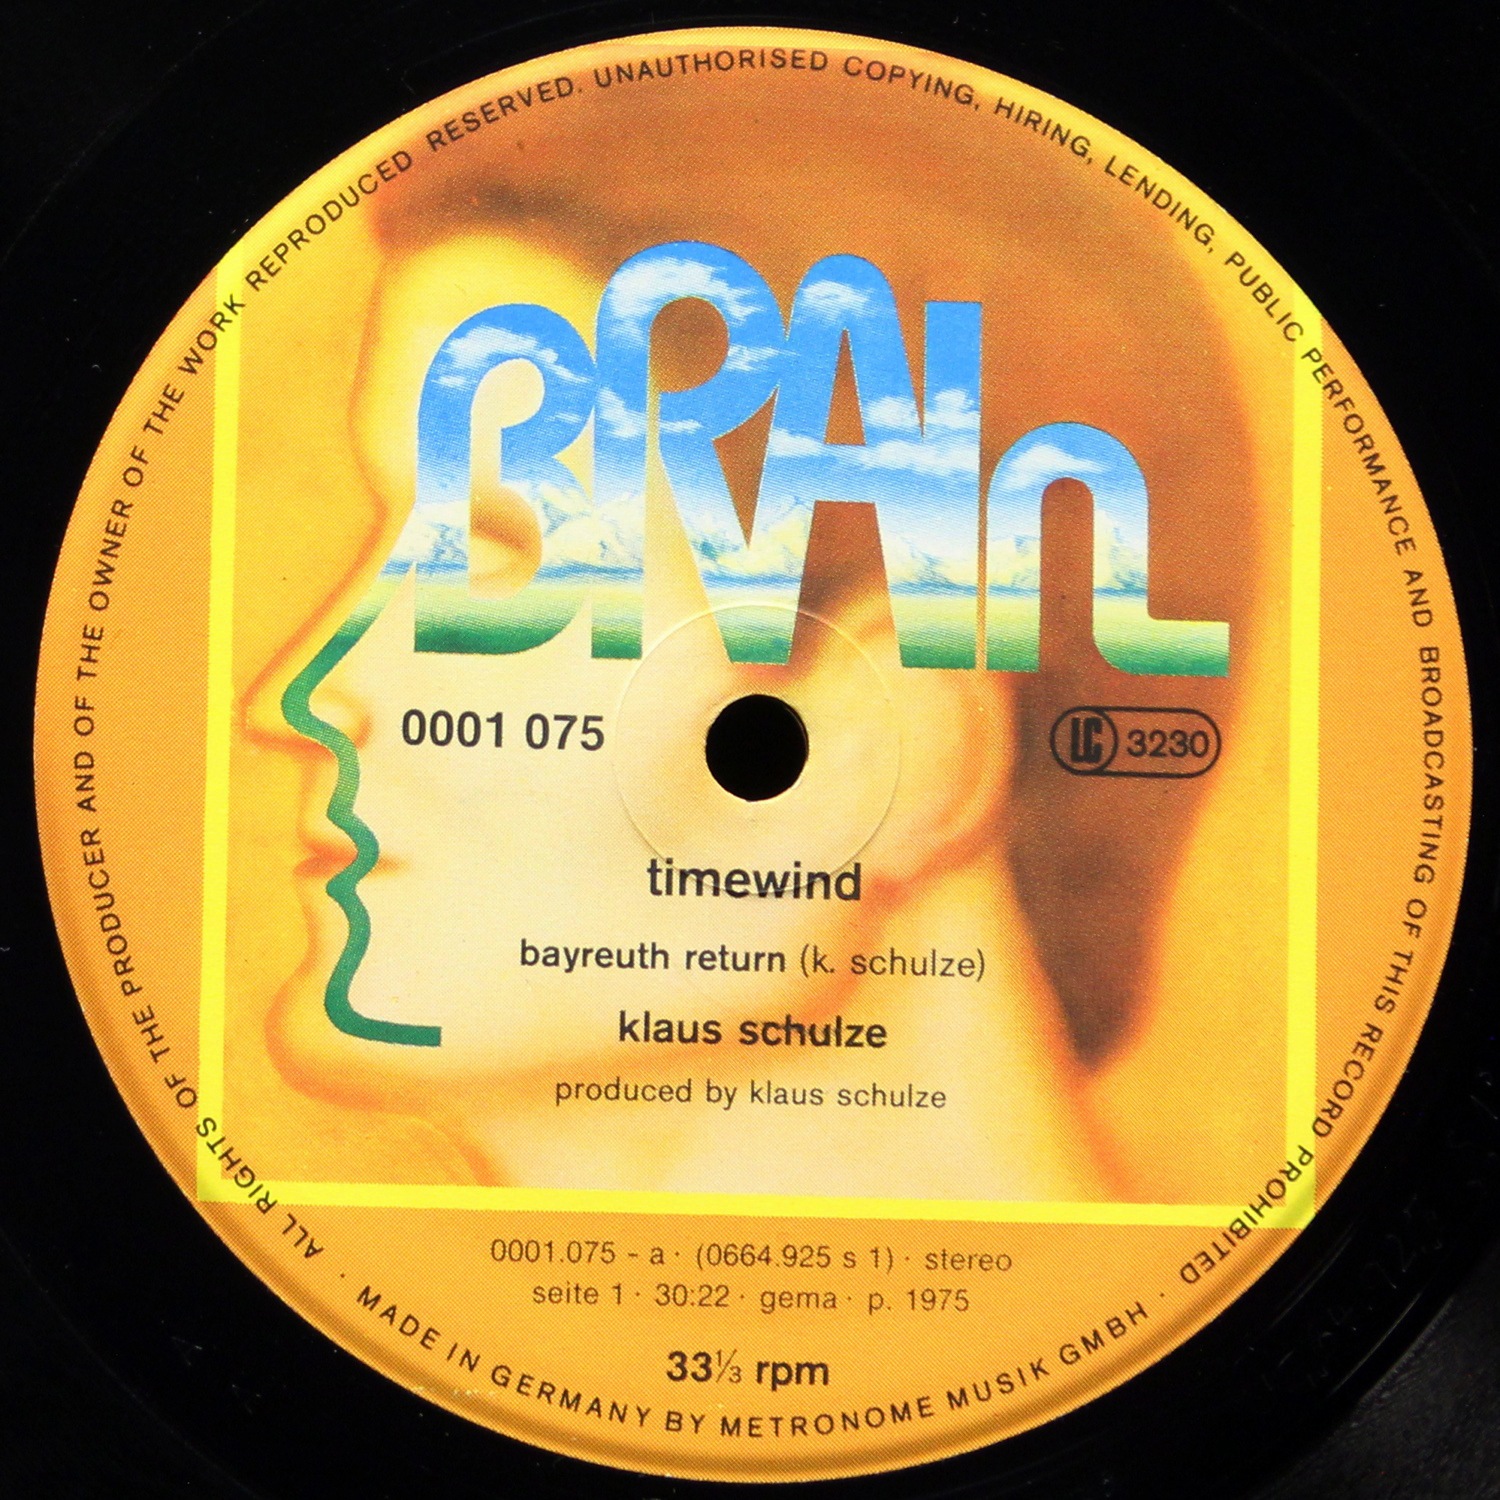 BRAIn
0001 075
LC 3230
timewind
bayreuth return (k. schulze)
klaus schulze
produced by klaus schulze
0001.075 - a · (0664.925 s 1) · stereo
seite 1 · 30:22 · gema · p. 1975
33⅓ rpm
ALL RIGHTS OF THE PRODUCER AND OF THE OWNER OF THE WORK REPRODUCED RESERVED. UNAUTHORISED COPYING, HIRING, LENDING, PUBLIC PERFORMANCE AND BROADCASTING OF THIS RECORD PROHIBITED ·
MADE IN GERMANY BY METRONOME MUSIK GMBH ·